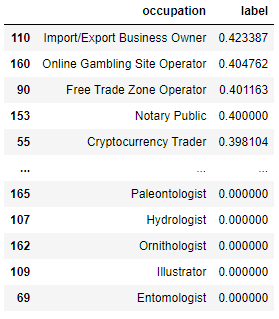 occupation label
110 Import/Export Business Owner 0.423387
160 Online Gambling Site Operator 0.404762
90 Free Trade Zone Operator 0.401163
153 Notary Public 0.400000
55 Cryptocurrency Trader 0.398104
... ... ...
165 Paleontologist 0.000000
107 Hydrologist 0.000000
162 Ornithologist 0.000000
109 Illustrator 0.000000
69 Entomologist 0.000000